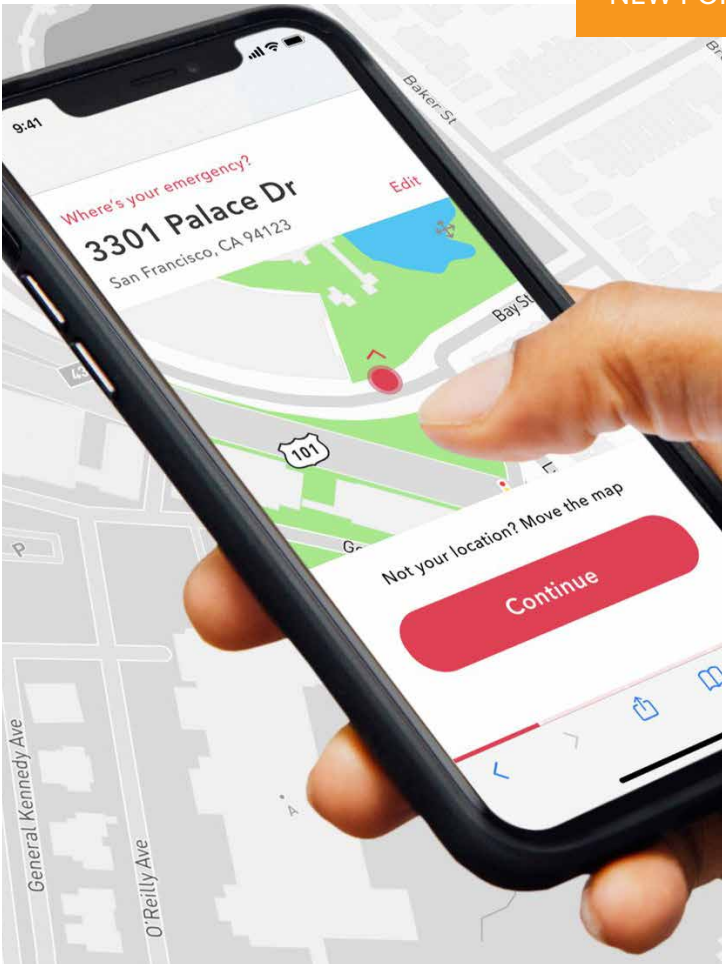 9:41
Where's your emergency?
3301 Palace Dr
San Francisco, CA 94123
Edit
Baker St
Bay St
101
Not your location? Move the map
Continue
P
General Kennedy Ave
O'Reilly Ave
A
NEW